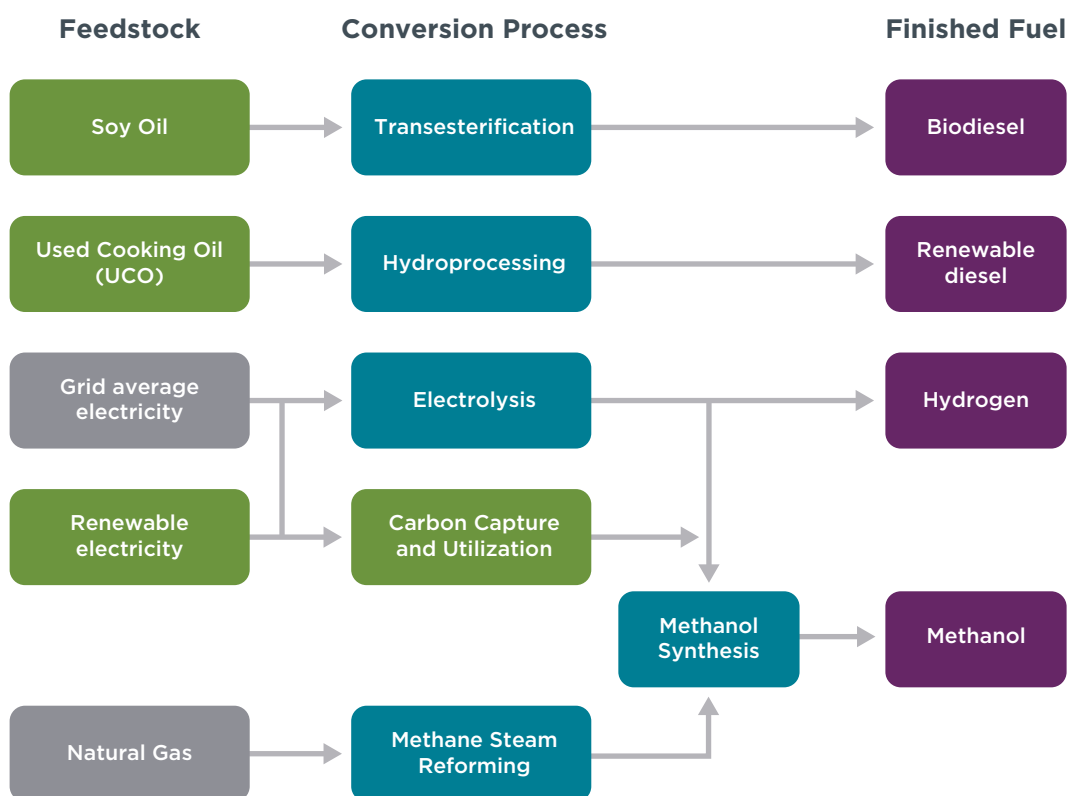 Feedstock
Conversion Process
Finished Fuel
Soy Oil
Transesterification
Biodiesel
Used Cooking Oil
(UCO)
Hydroprocessing
Renewable
diesel
Grid average
electricity
Electrolysis
Hydrogen
Renewable
electricity
Carbon Capture
and Utilization
Methanol
Synthesis
Methanol
Natural Gas
Methane Steam
Reforming